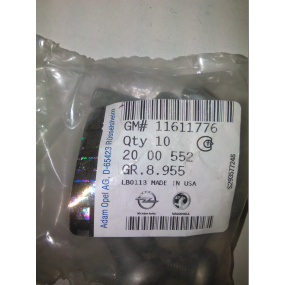 GM# 11611776
Qty 10
20 00 552
GR.8.955
LB0113 MADE IN USA
Adam Opel AG, D-65423 Rüsselsheim